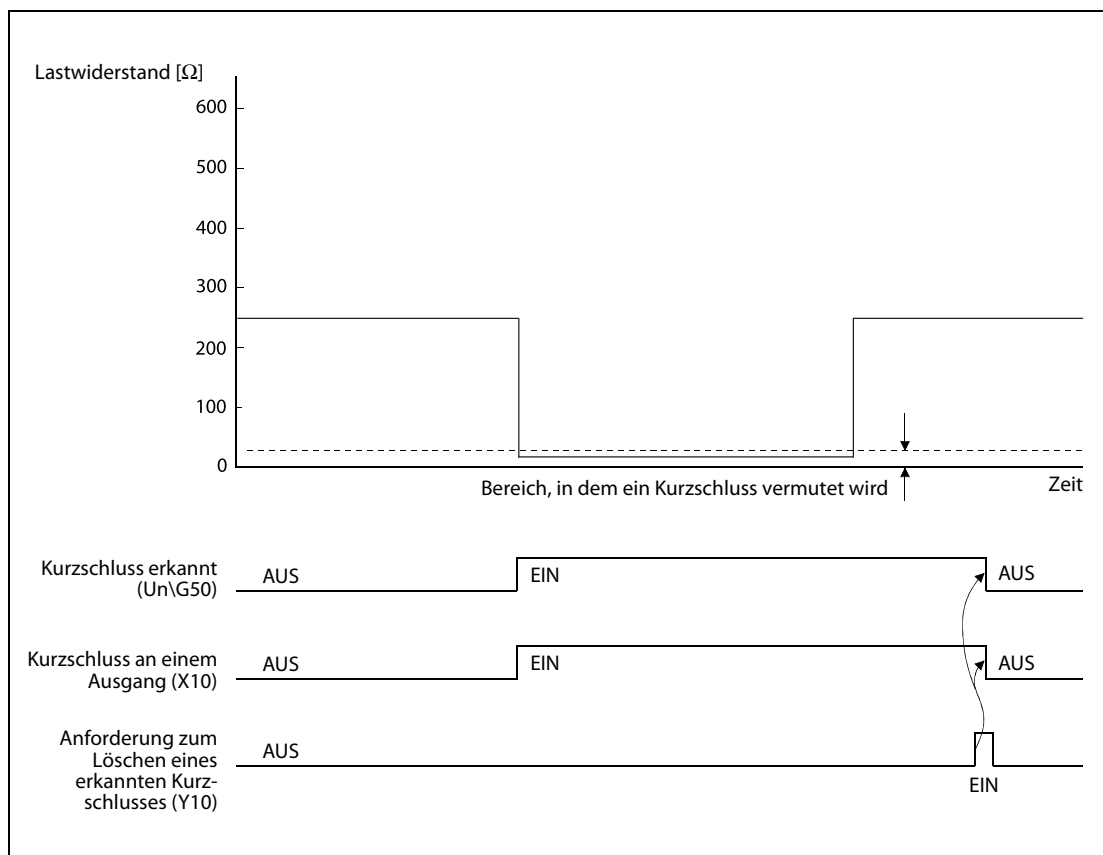 Lastwiderstand [Ω]
600
500
400
300
200
100
0
Bereich, in dem ein Kurzschluss vermutet wird
Zeit
Kurzschluss erkannt
(Un\G50)
AUS
EIN
AUS
Kurzschluss an einem
Ausgang (X10)
AUS
EIN
AUS
Anforderung zum
Löschen eines
erkannten Kurz-
schlusses (Y10)
AUS
EIN